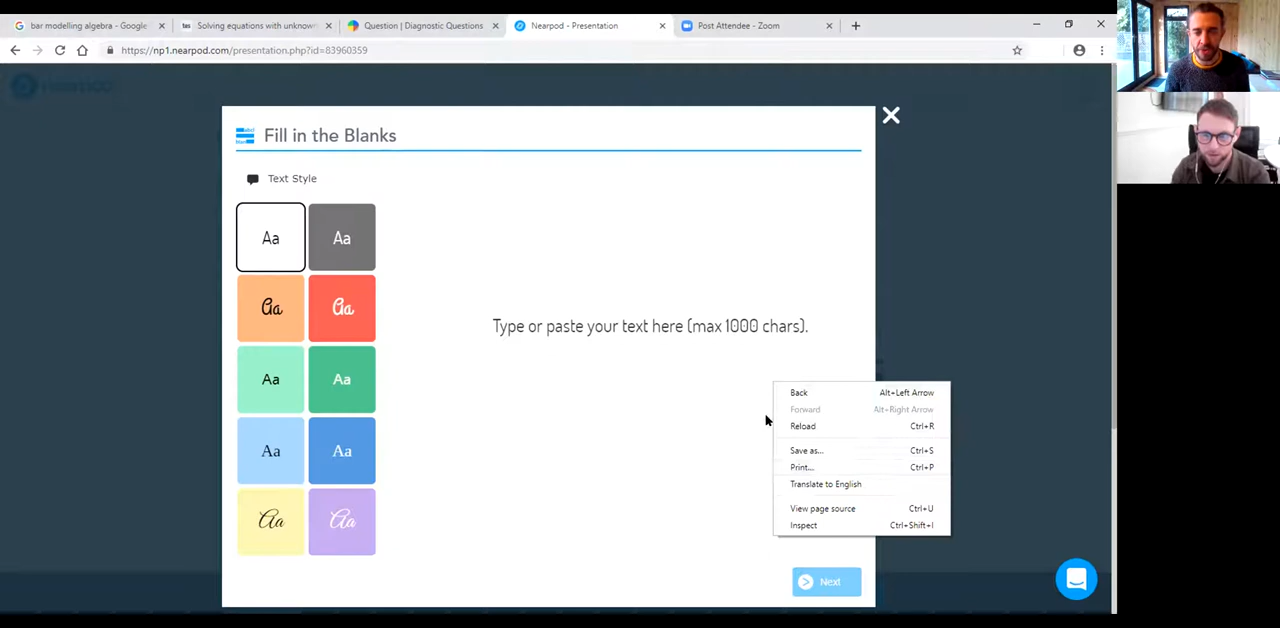 bar modelling algebra - Google
Solving equations with unknown
Question | Diagnostic Questions
Nearpod - Presentation
Post Attendee - Zoom
https://np1.nearpod.com/presentation.php?id=83960359
nearpod
Fill in the Blanks
Text Style
Aa Aa
Aa Aa
Aa Aa
Aa Aa
Aa Aa
Type or paste your text here (max 1000 chars).
Back Alt+Left Arrow
Forward Alt+Right Arrow
Reload Ctrl+R
Save as... Ctrl+S
Print... Ctrl+P
Translate to English
View page source Ctrl+U
Inspect Ctrl+Shift+I
Next